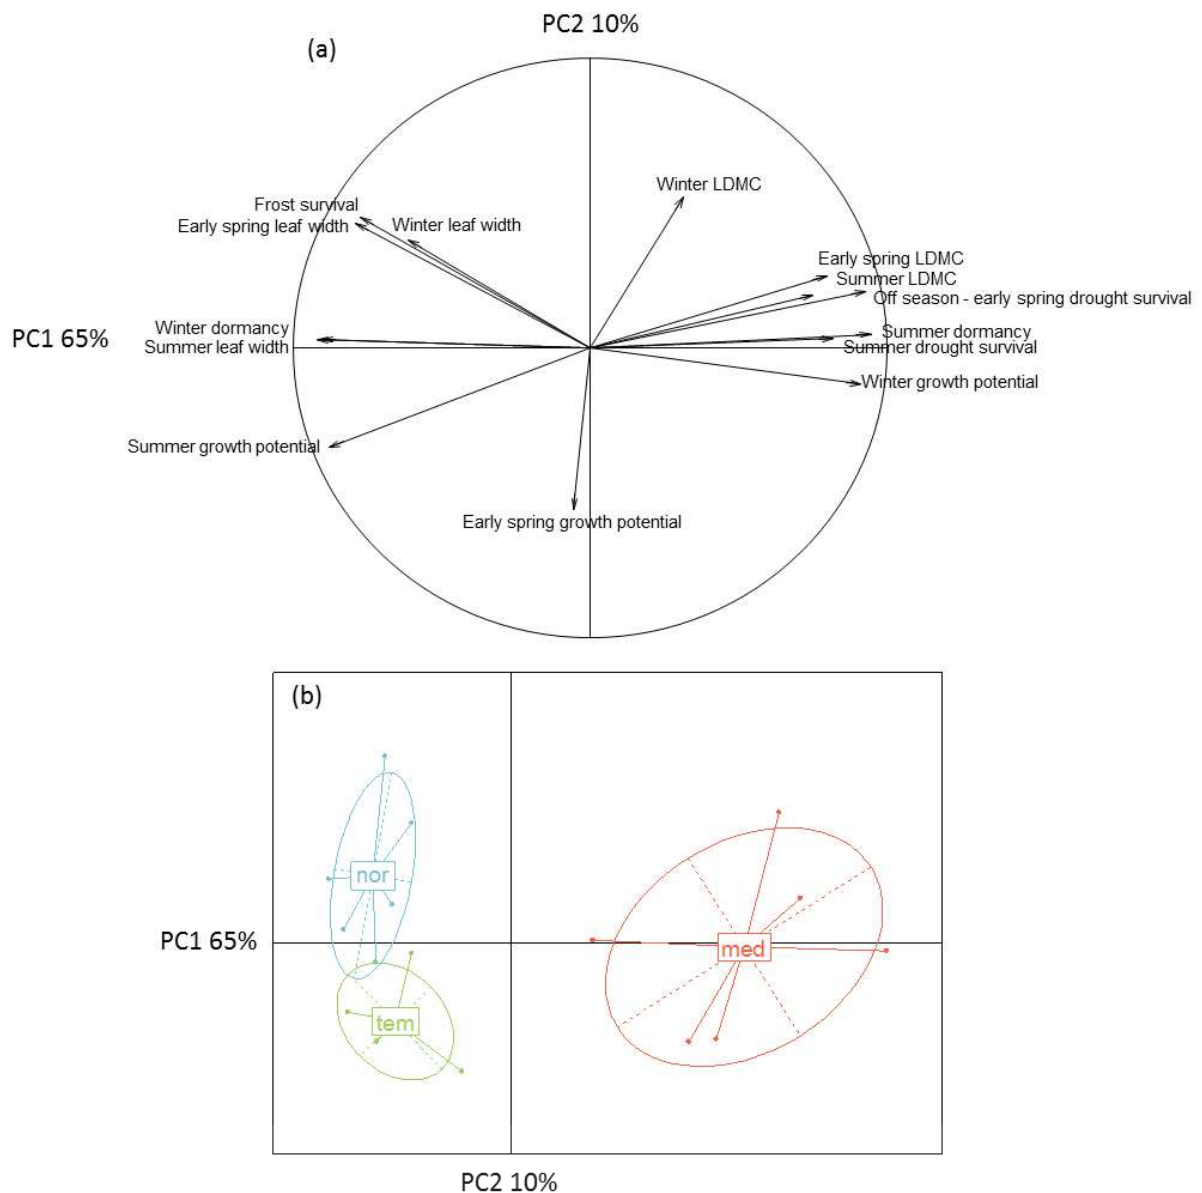 PC2 10%
(a)
Winter LDMC
Frost survival
Early spring leaf width
Winter leaf width
Early spring LDMC
Summer LDMC
Off season - early spring drought survival
Winter dormancy
Summer dormancy
PC1 65%
Summer leaf width
Summer drought survival
Winter growth potential
Summer growth potential
Early spring growth potential
(b)
nor
PC1 65%
med
tem
PC2 10%